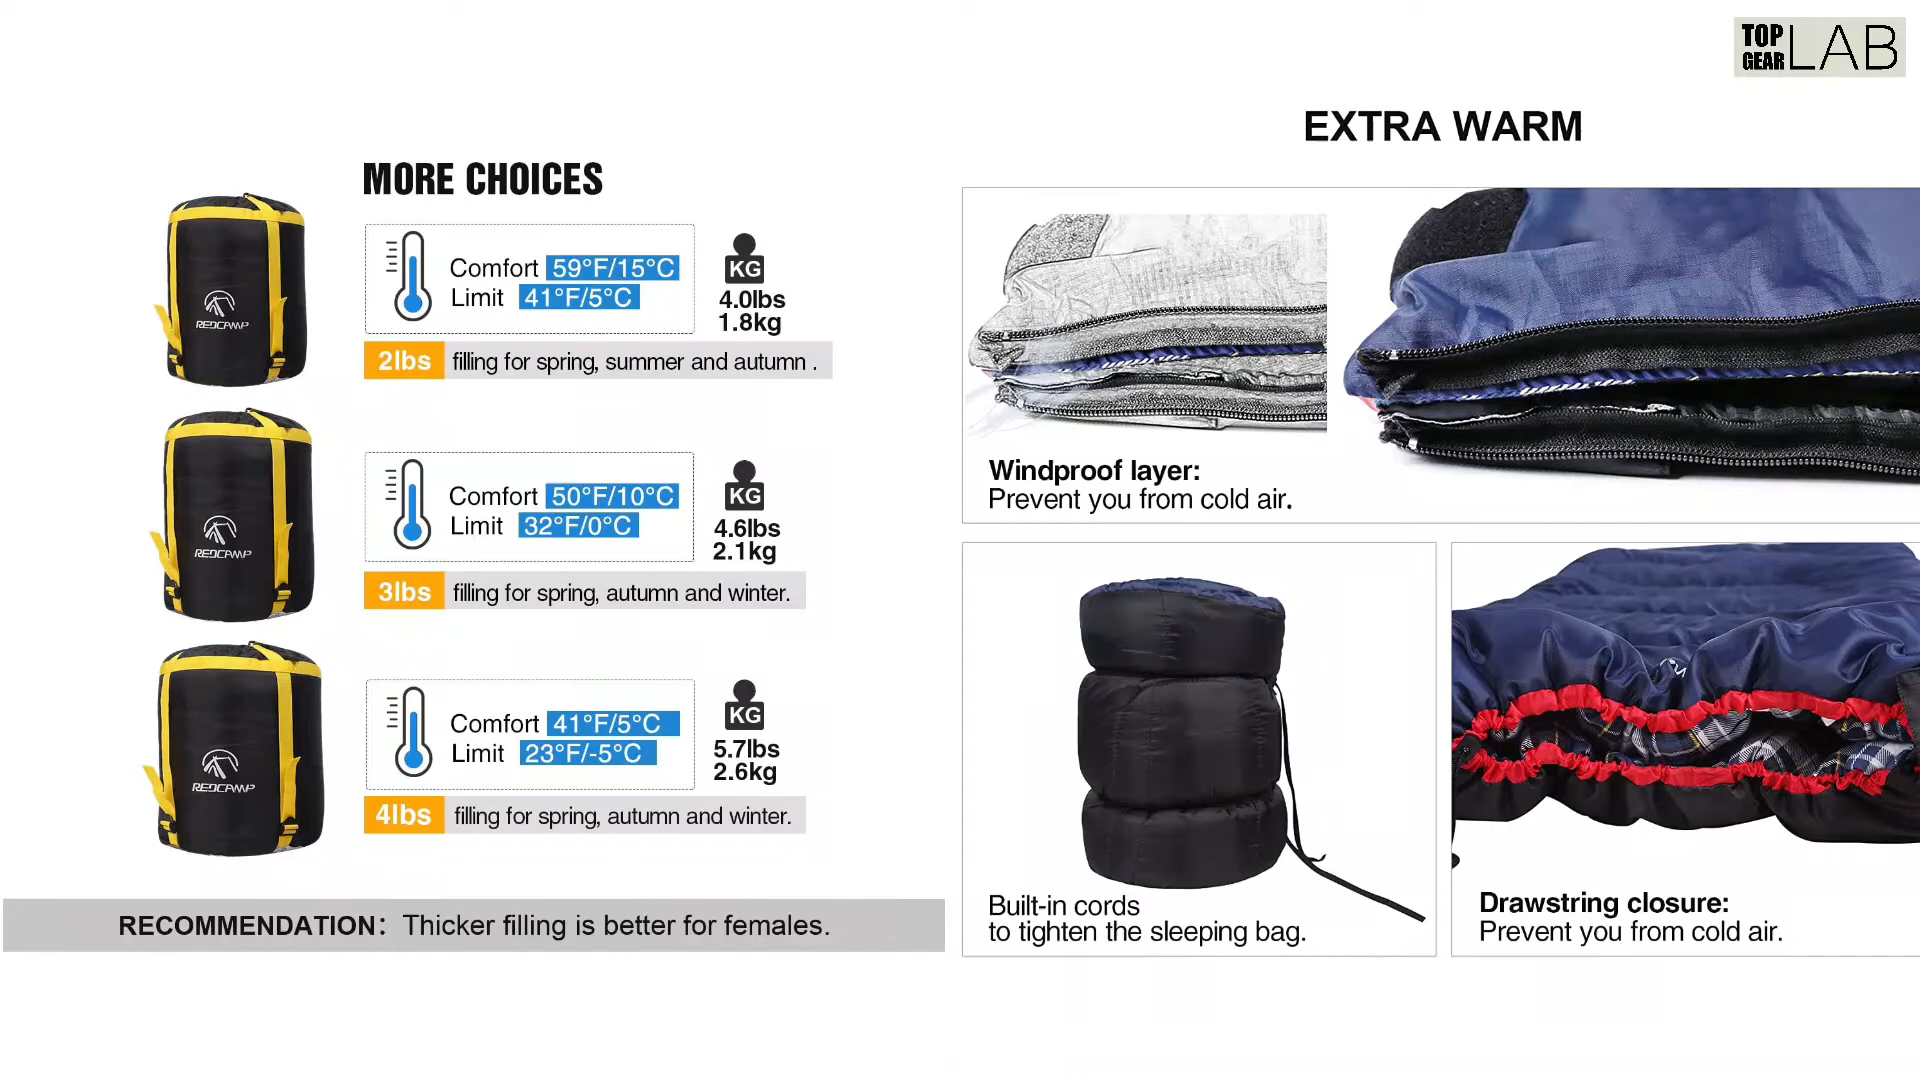 TOP
GEAR LAB
MORE CHOICES
REDCAMP
Comfort 59°F/15°C
Limit 41°F/5°C
KG
4.0lbs
1.8kg
2lbs filling for spring, summer and autumn .
REDCAMP
Comfort 50°F/10°C
Limit 32°F/0°C
KG
4.6lbs
2.1kg
3lbs filling for spring, autumn and winter.
REDCAMP
Comfort 41°F/5°C
Limit 23°F/-5°C
KG
5.7lbs
2.6kg
4lbs filling for spring, autumn and winter.
RECOMMENDATION: Thicker filling is better for females.
EXTRA WARM
Windproof layer:
Prevent you from cold air.
Built-in cords
to tighten the sleeping bag.
Drawstring closure:
Prevent you from cold air.